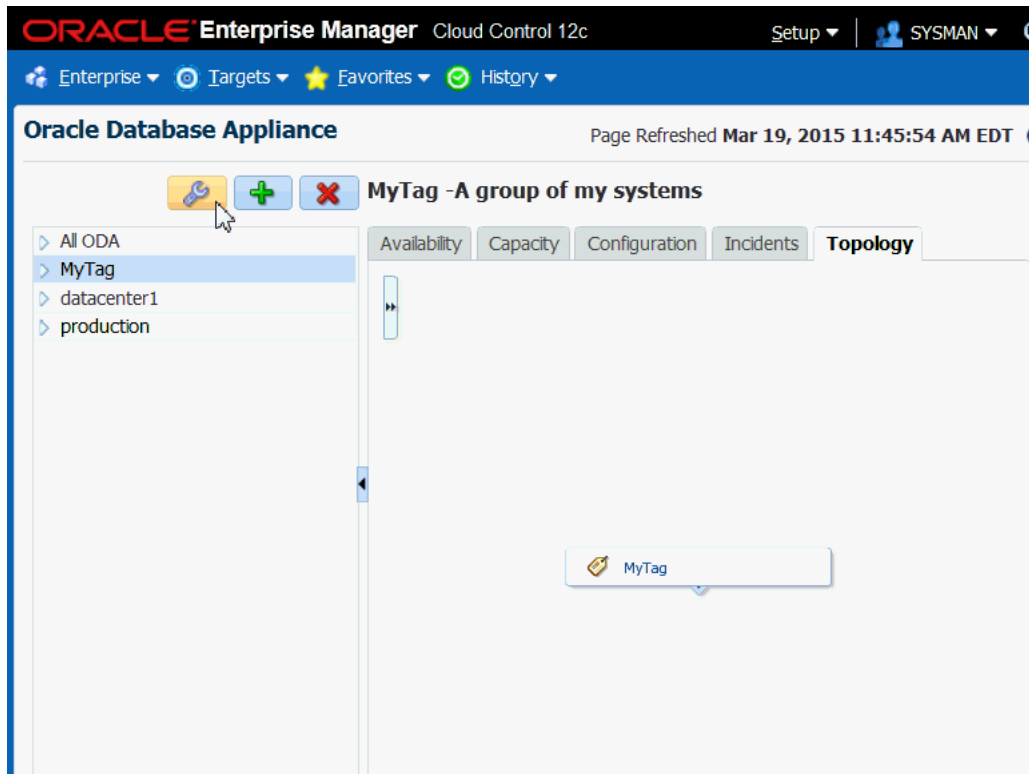 ORACLE Enterprise Manager Cloud Control 12c Setup SYSMAN
Enterprise Targets Favorites History
Oracle Database Appliance Page Refreshed Mar 19, 2015 11:45:54 AM EDT
MyTag -A group of my systems
All ODA
MyTag
datacenter1
production
Availability Capacity Configuration Incidents Topology
MyTag